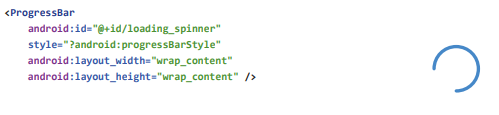 <ProgressBar
    android:id="@+id/loading_spinner"
    style="?android:progressBarStyle"
    android:layout_width="wrap_content"
    android:layout_height="wrap_content" />